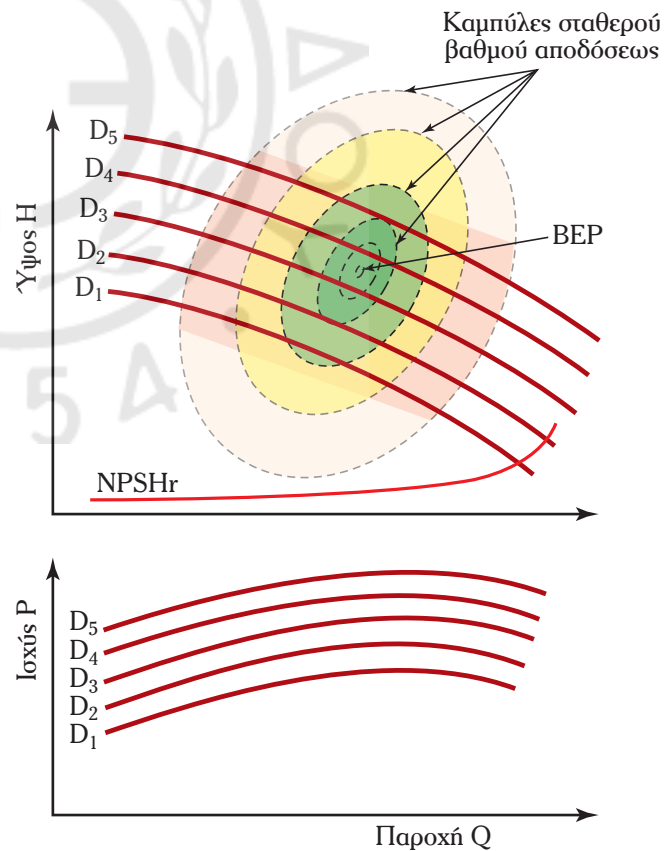 Καμπύλες σταθερού
βαθμού αποδόσεως
D5
D4
D3
D2
D1
BEP
Ύψος H
NPSHr
D5
D4
D3
D2
D1
Ισχύς P
Παροχή Q
54